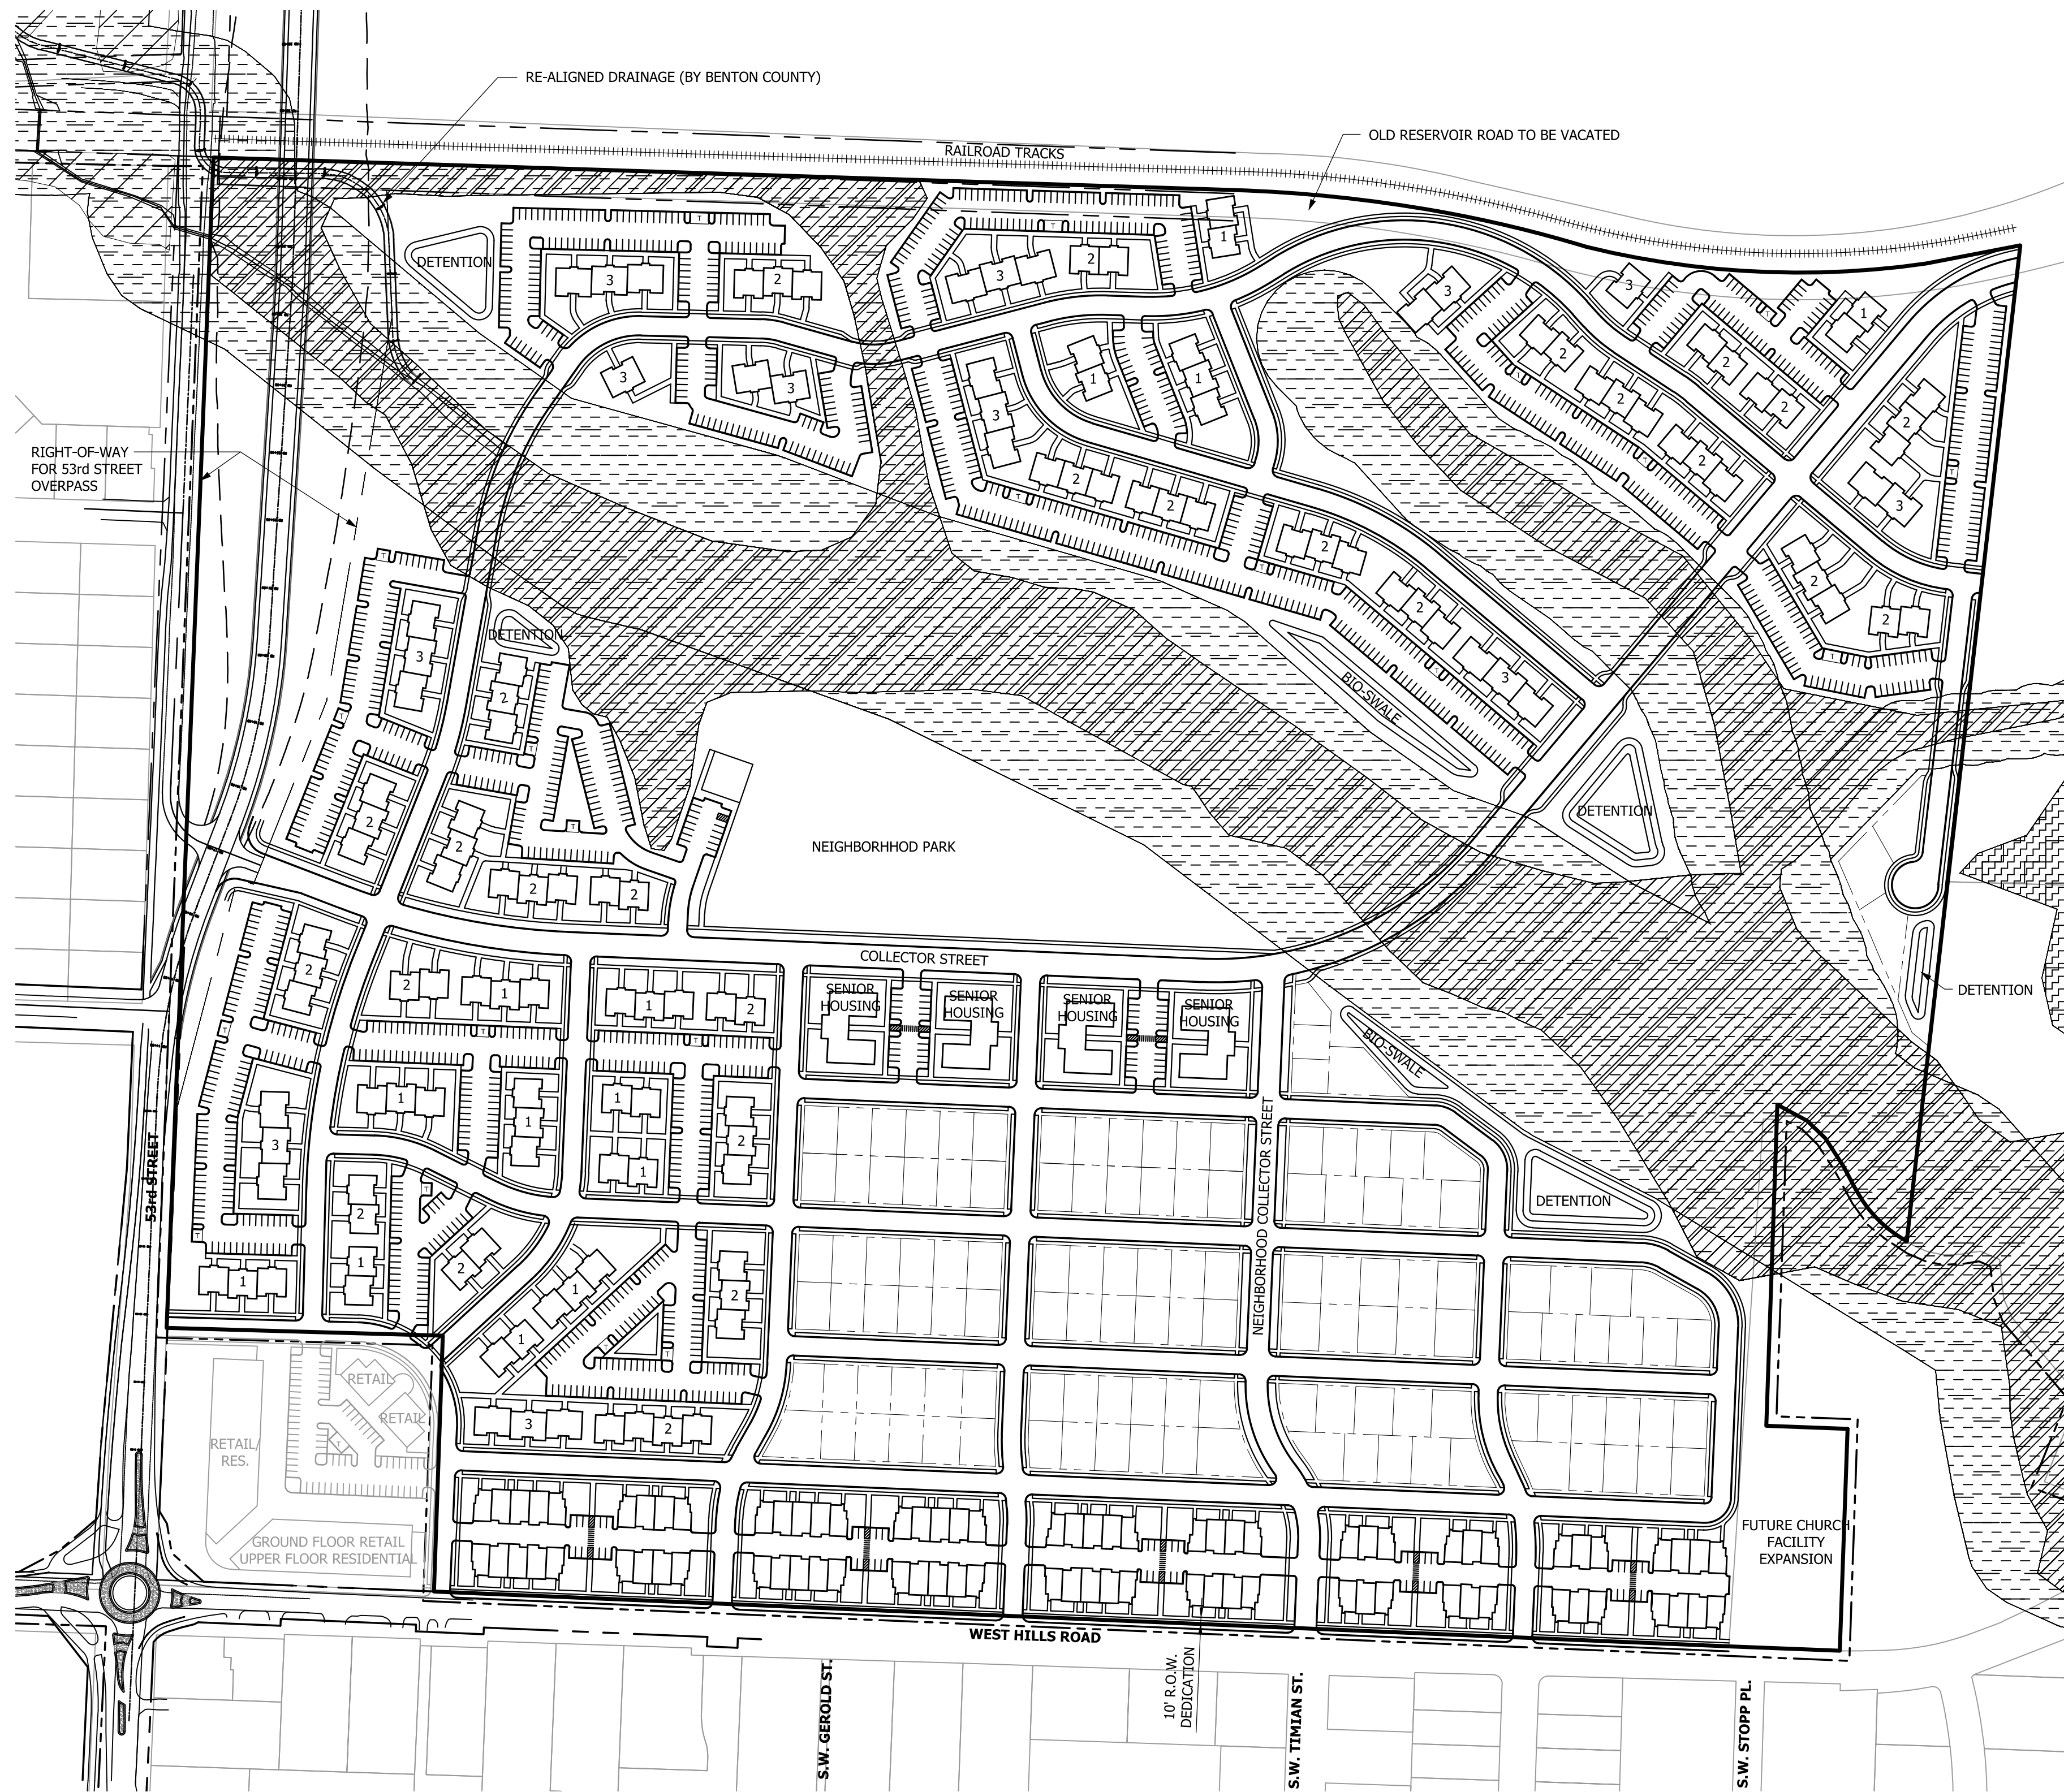 RE-ALIGNED DRAINAGE (BY BENTON COUNTY)
OLD RESERVOIR ROAD TO BE VACATED
RAILROAD TRACKS
DETENTION
T
T
1
3
2
3
2
3
3
1
3
3
1
1
2
2
2
2
2
2
3
3
2
2
2
3
RIGHT-OF-WAY
FOR 53rd STREET
OVERPASS
2
2
3
2
2
DETENTION
3
2
BIO-SWALE
DETENTION
2
2
2
2
NEIGHBORHHOD PARK
COLLECTOR STREET
2
2
1
1
2
SENIOR
HOUSING
SENIOR
HOUSING
SENIOR
HOUSING
SENIOR
HOUSING
DETENTION
BIO-SWALE
1
1
1
2
3
1
53rd STREET
NEIGHBORHOOD COLLECTOR STREET
DETENTION
2
1
2
1
1
2
1
RETAIL
RETAIL
RETAIL/
RES.
3
2
GROUND FLOOR RETAIL
UPPER FLOOR RESIDENTIAL
FUTURE CHURCH
FACILITY
EXPANSION
WEST HILLS ROAD
10' R.O.W.
DEDICATION
S.W. GEROLD ST.
S.W. TIMIAN ST.
S.W. STOPP PL.